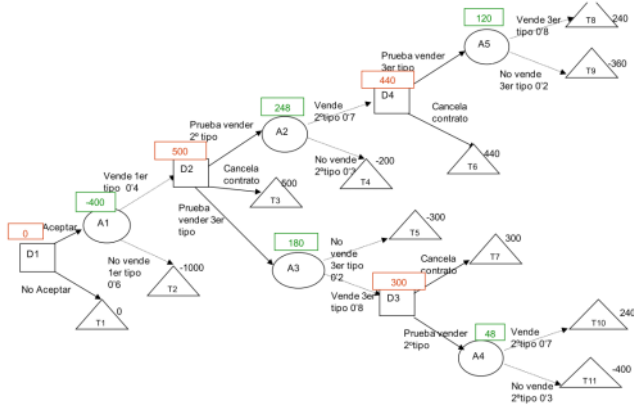 120
Vende 3er
tipo 0'8
T8
240
A5
Prueba vender
3er tipo
No vende
3er tipo 0'2
-360
T9
440
D4
248
Vende
2ªtipo 0'7
Cancela
contrato
Prueba vender
2º tipo
A2
500
No vende
2ªtipo 0'3
-200
T4
440
T6
D2
Cancela
contrato
500
T3
Vende 1er
tipo 0'4
-400
Prueba
vender 3er
tipo
-300
T5
0
Aceptar
A1
180
No
vende
3er tipo
0'2
Cancela
contrato
300
T7
D1
No vende
1er tipo
0'6
-1000
T2
A3
300
Vende 3er
tipo 0'8
D3
No Aceptar
0
T1
Prueba vender
2ºtipo
48
Vende
2ªtipo 0'7
240
T10
A4
No vende
2ªtipo 0'3
-400
T11